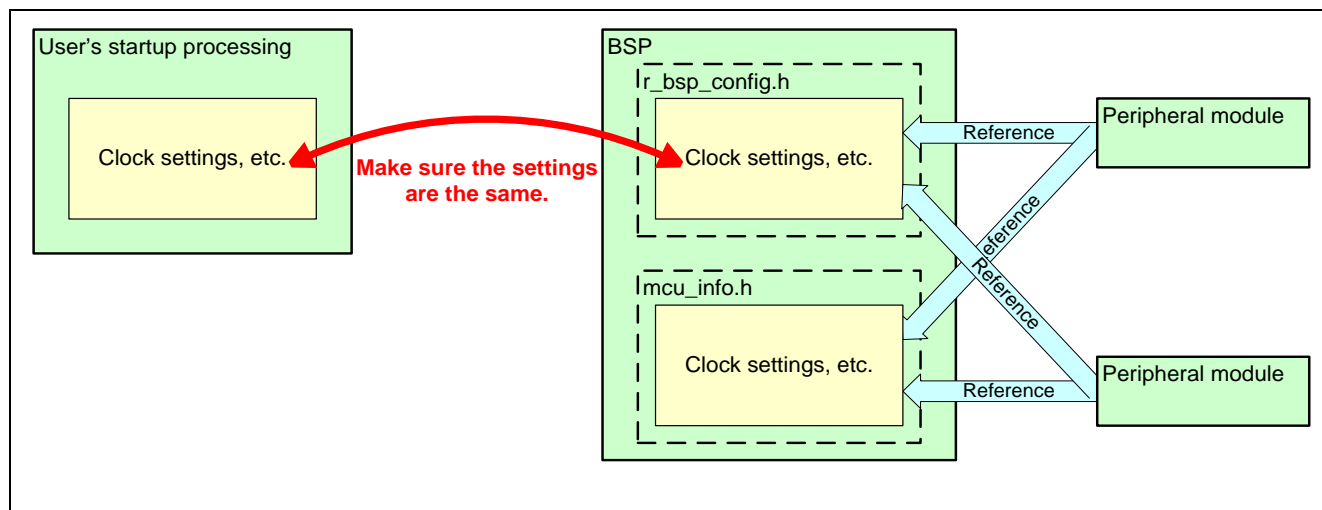 User's startup processing
Clock settings, etc.
Make sure the settings
are the same.
BSP
r_bsp_config.h
Clock settings, etc.
mcu_info.h
Clock settings, etc.
Reference
Reference
Reference
Reference
Peripheral module
Peripheral module